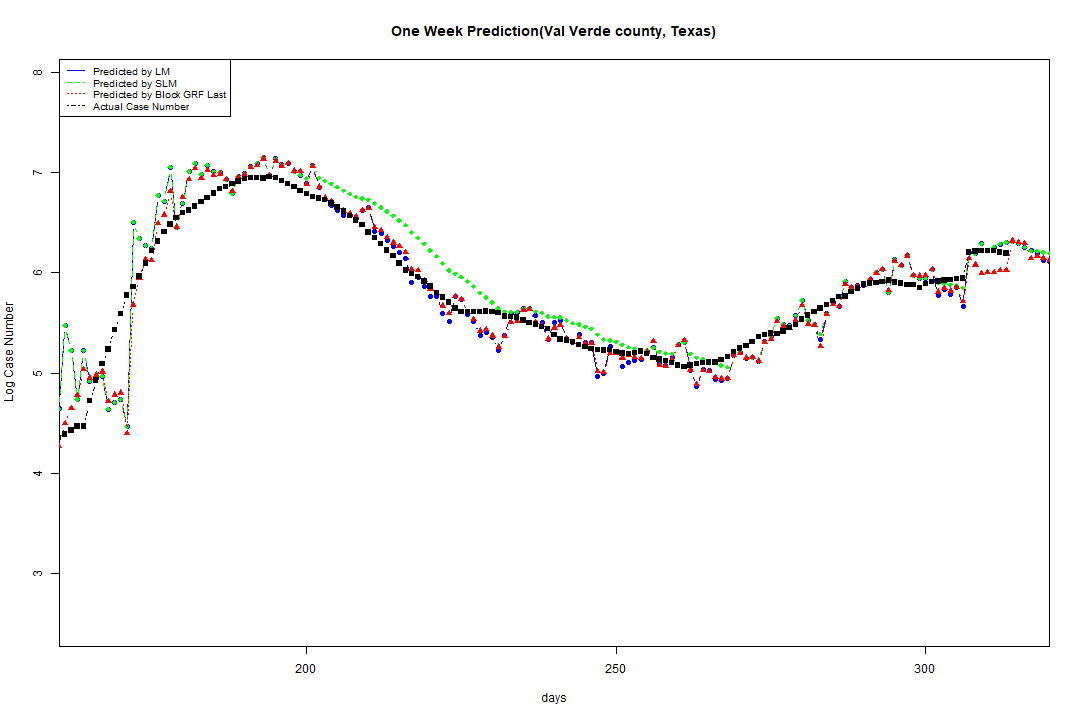 One Week Prediction(Val Verde county, Texas)
Predicted by LM
Predicted by SLM
Predicted by Block GRF Last
Actual Case Number
8
7
6
5
4
3
Log Case Number
200 250 300
days